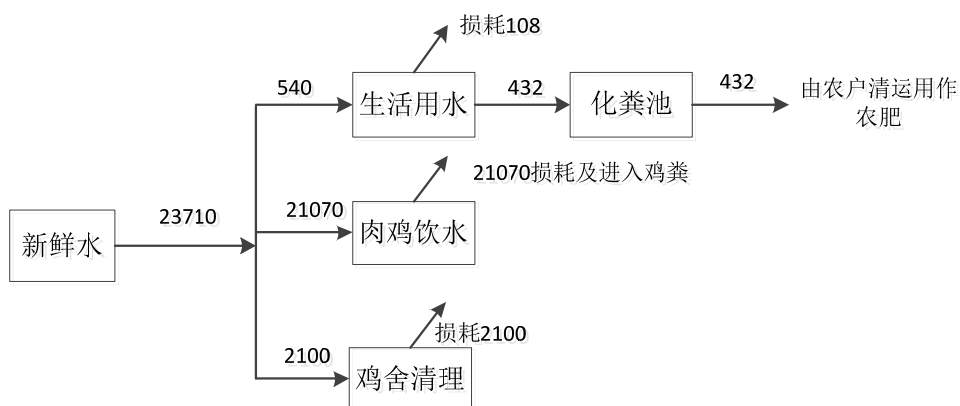 损耗108
540
生活用水
432
化粪池
432
由农户清运用作
农肥
21070损耗及进入鸡粪
新鲜水
23710
21070
肉鸡饮水
损耗2100
2100
鸡舍清理